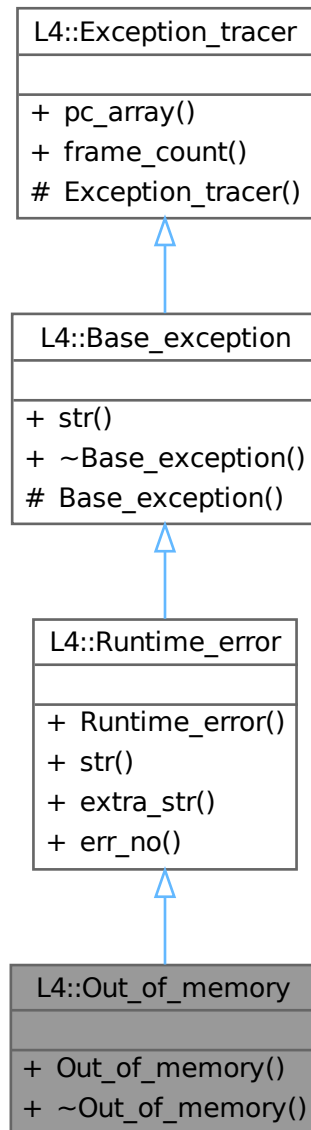 L4::Exception_tracer
+ pc_array()
+ frame_count()
# Exception_tracer()
L4::Base_exception
+ str()
+ ~Base_exception()
# Base_exception()
L4::Runtime_error
+ Runtime_error()
+ str()
+ extra_str()
+ err_no()
L4::Out_of_memory
+ Out_of_memory()
+ ~Out_of_memory()